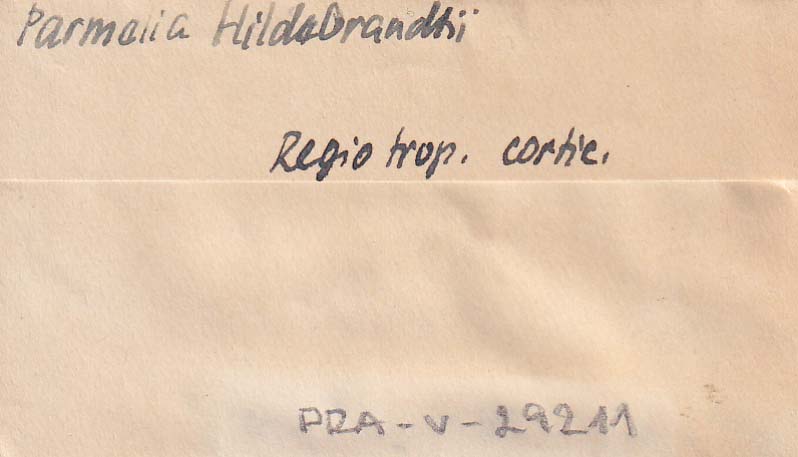 Parmelia Hildebrandtii
Regio trop. cortic.
PRA-V-29211